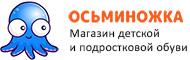 ОСЬМИНОЖКА
Магазин детской
и подростковой обуви